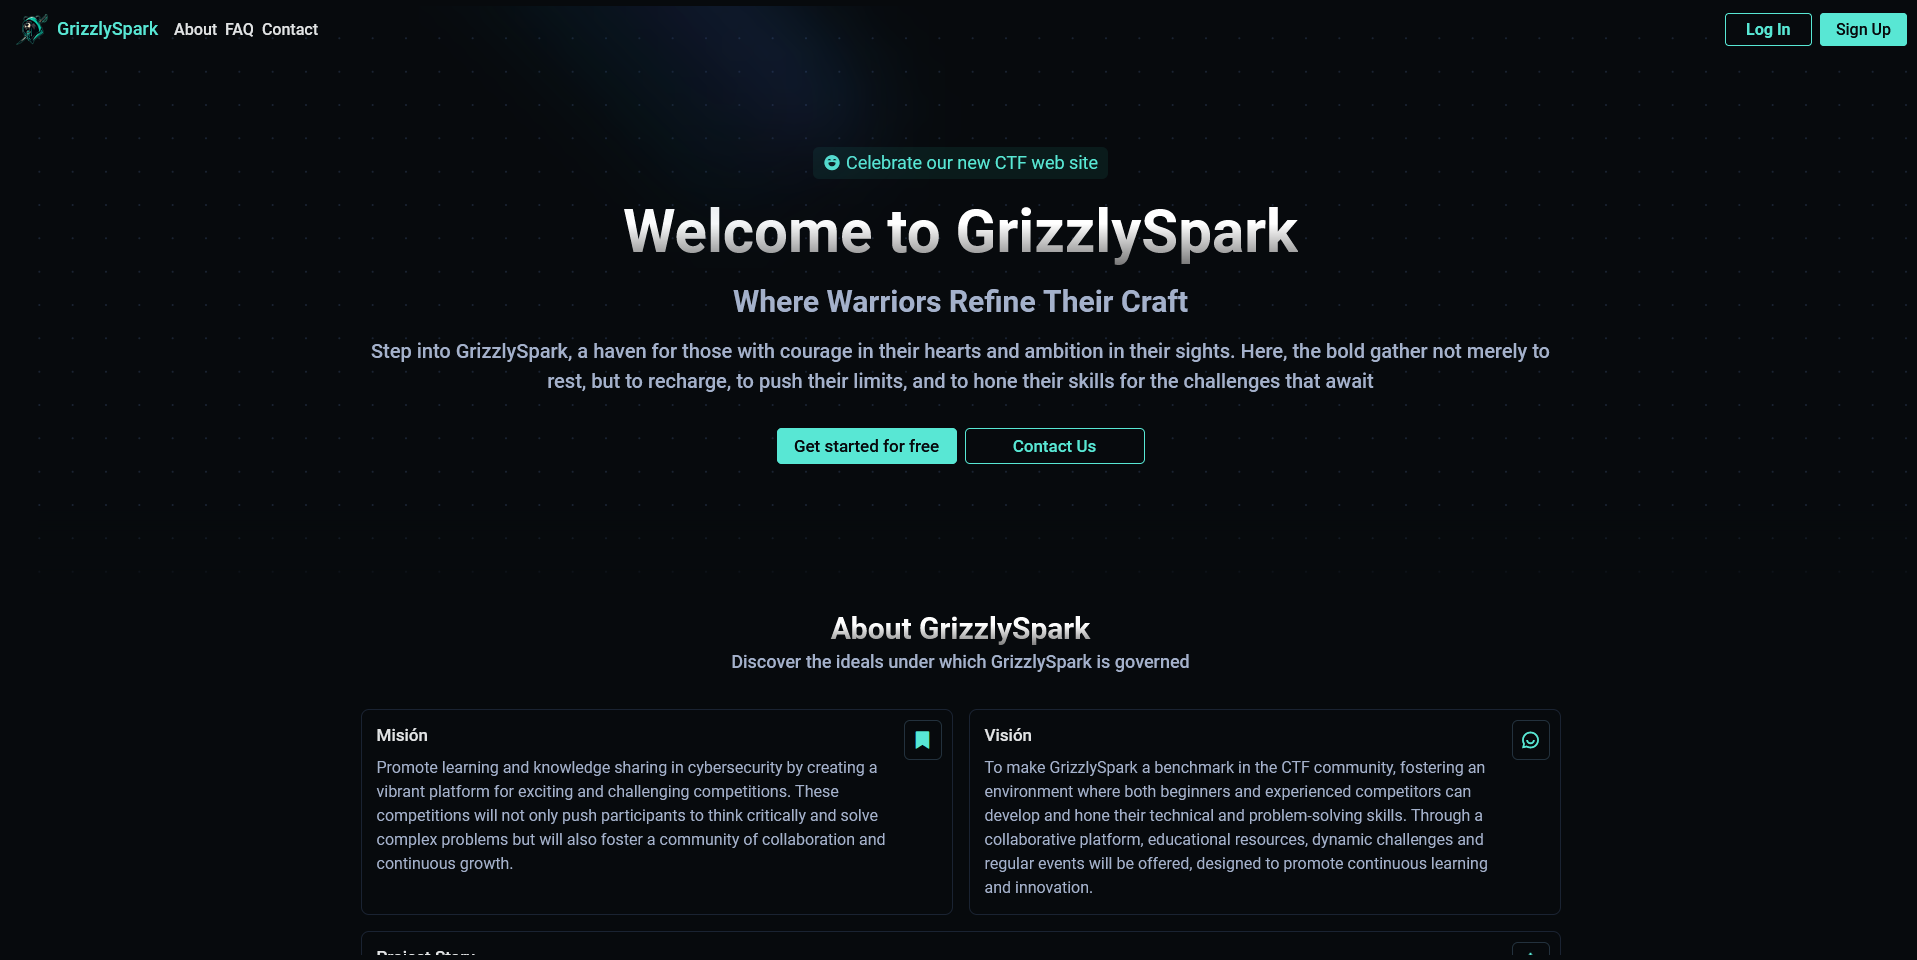 GrizzlySpark About FAQ Contact Log In Sign Up
Celebrate our new CTF web site
Welcome to GrizzlySpark
Where Warriors Refine Their Craft
Step into GrizzlySpark, a haven for those with courage in their hearts and ambition in their sights. Here, the bold gather not merely to
rest, but to recharge, to push their limits, and to hone their skills for the challenges that await
Get started for free Contact Us
About GrizzlySpark
Discover the ideals under which GrizzlySpark is governed
Misión
Promote learning and knowledge sharing in cybersecurity by creating a
vibrant platform for exciting and challenging competitions. These
competitions will not only push participants to think critically and solve
complex problems but will also foster a community of collaboration and
continuous growth.
Visión
To make GrizzlySpark a benchmark in the CTF community, fostering an
environment where both beginners and experienced competitors can
develop and hone their technical and problem-solving skills. Through a
collaborative platform, educational resources, dynamic challenges and
regular events will be offered, designed to promote continuous learning
and innovation.
Project Story